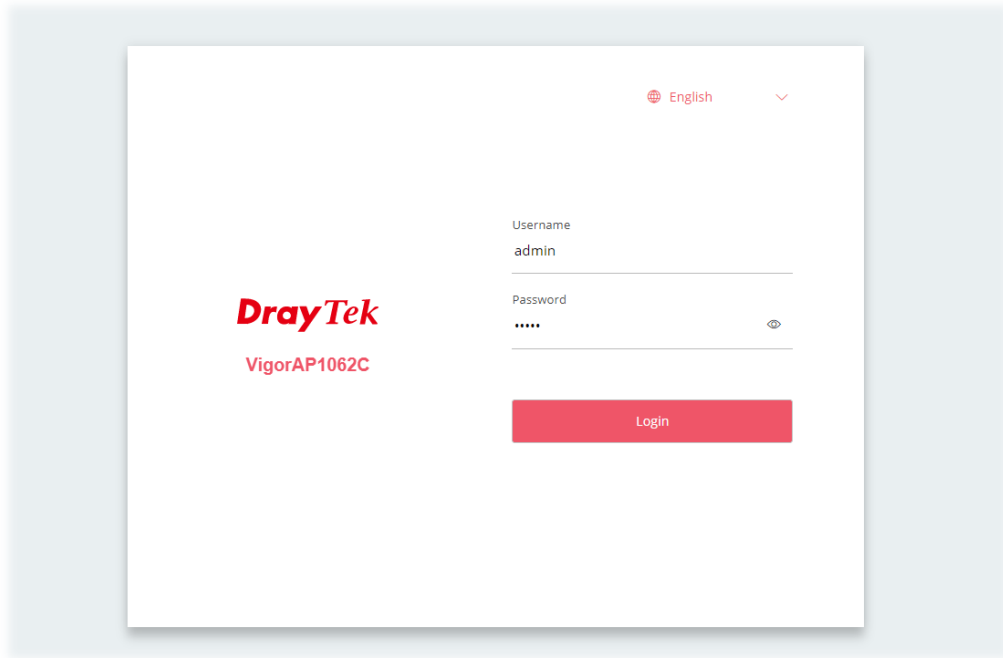 English
Username
admin
Password
•••••
DrayTek
VigorAP1062C
Login